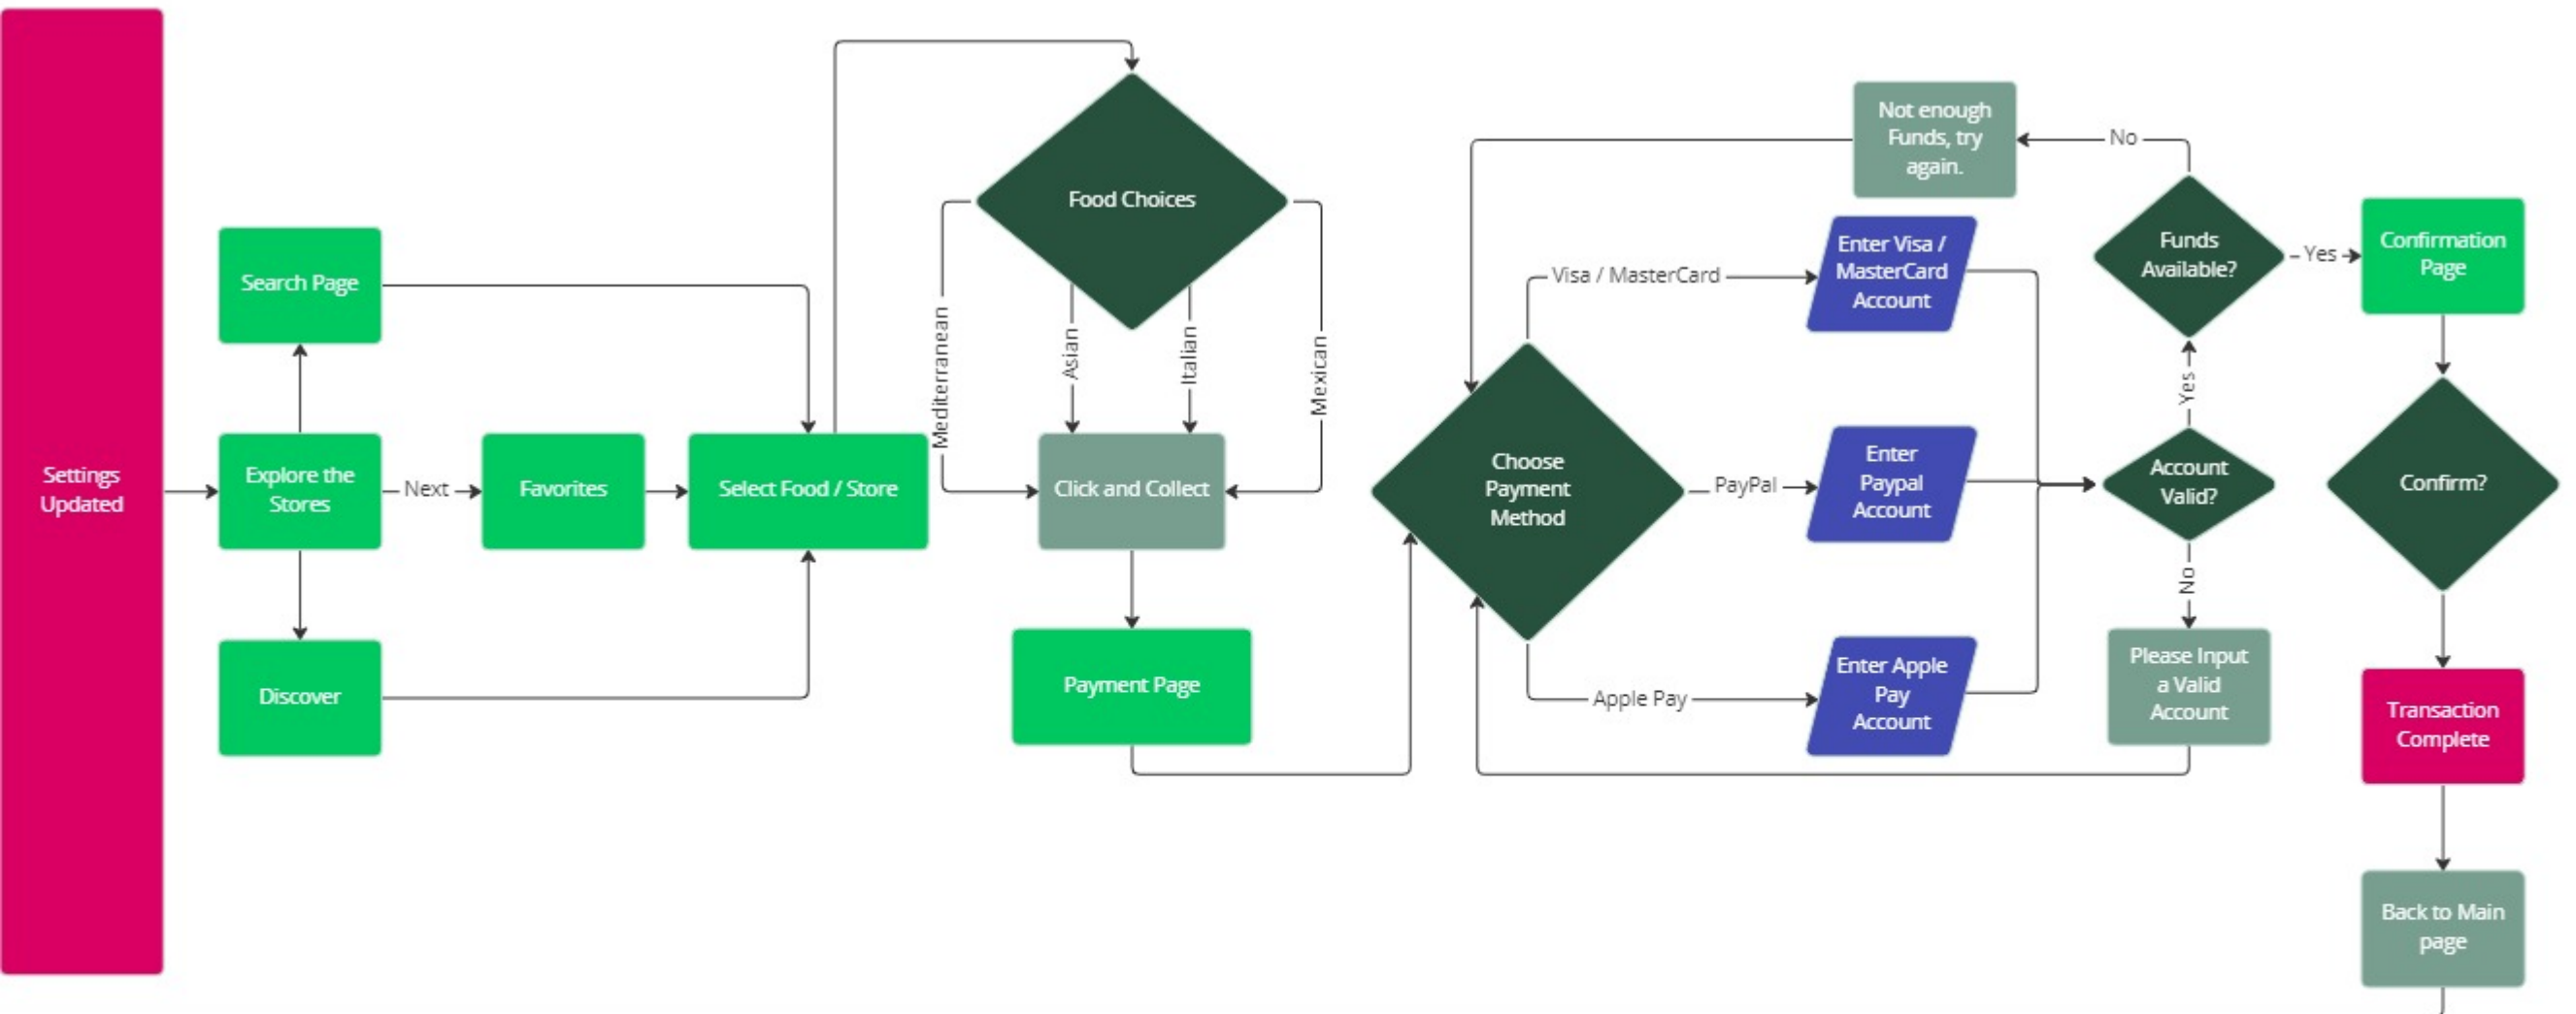 Settings
Updated
Search Page
Explore the
Stores
Next
Favorites
Select Food / Store
Discover
Food Choices
Mediterranean
Asian
Italian
Mexican
Click and Collect
Payment Page
Choose
Payment
Method
Visa / MasterCard
PayPal
Apple Pay
Enter Visa /
MasterCard
Account
Enter
Paypal
Account
Enter Apple
Pay
Account
Not enough
Funds, try
again.
No
Funds
Available?
Yes
Yes
Account
Valid?
No
Please Input
a Valid
Account
Confirmation
Page
Confirm?
Transaction
Complete
Back to Main
page